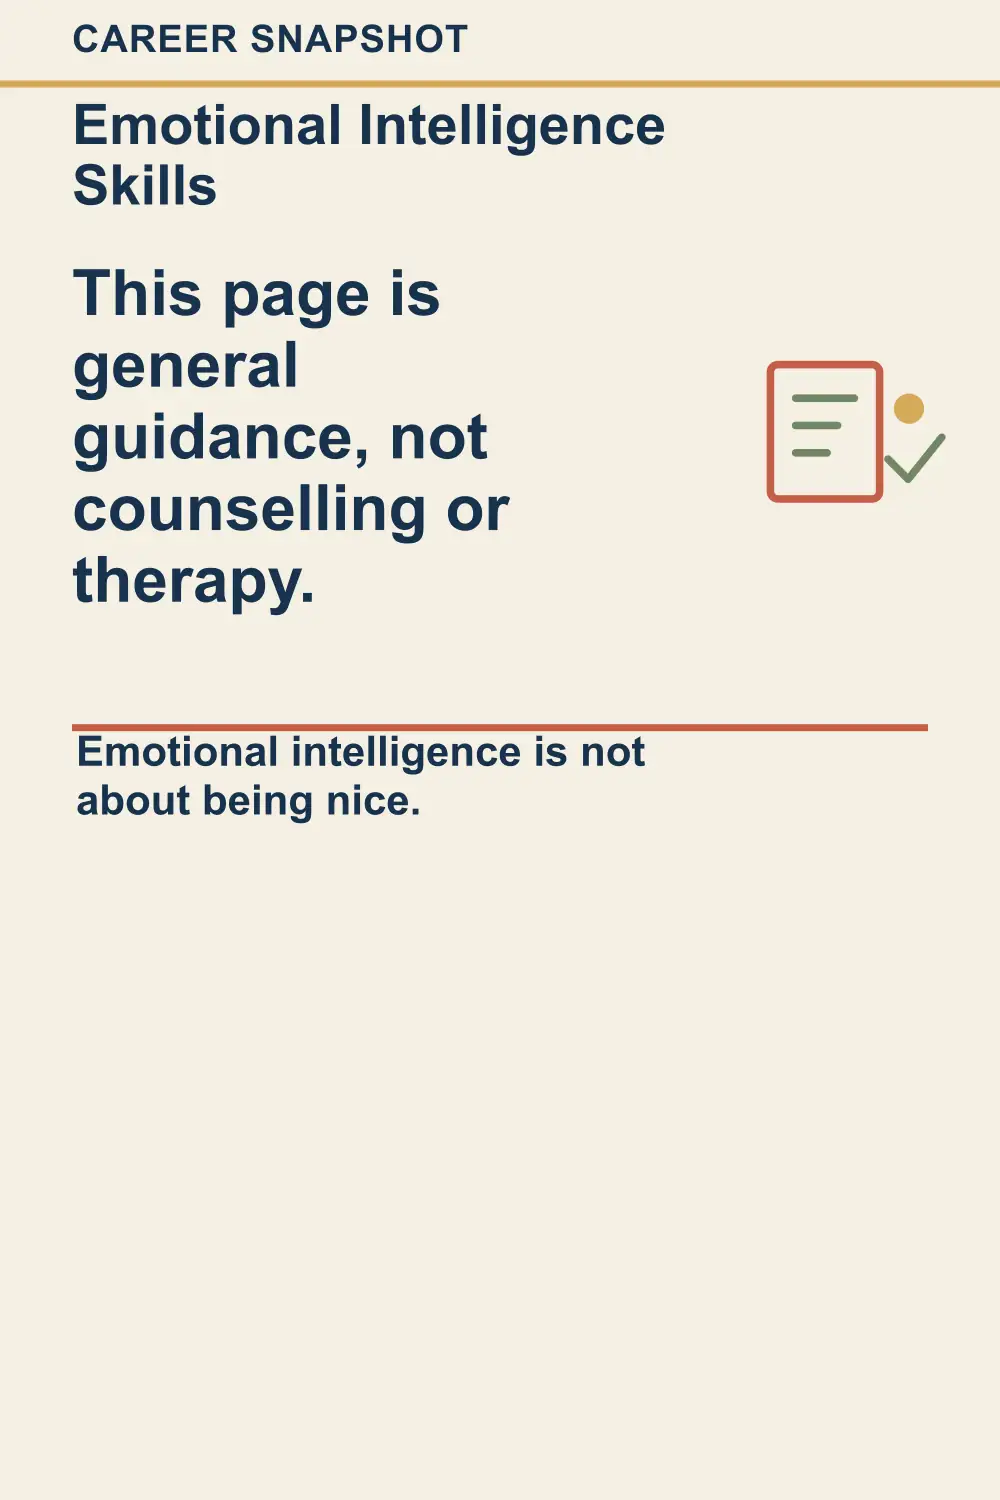 CAREER SNAPSHOT
Emotional Intelligence
Skills
This page is
general
guidance, not
counselling or
therapy.
Emotional intelligence is not
about being nice.